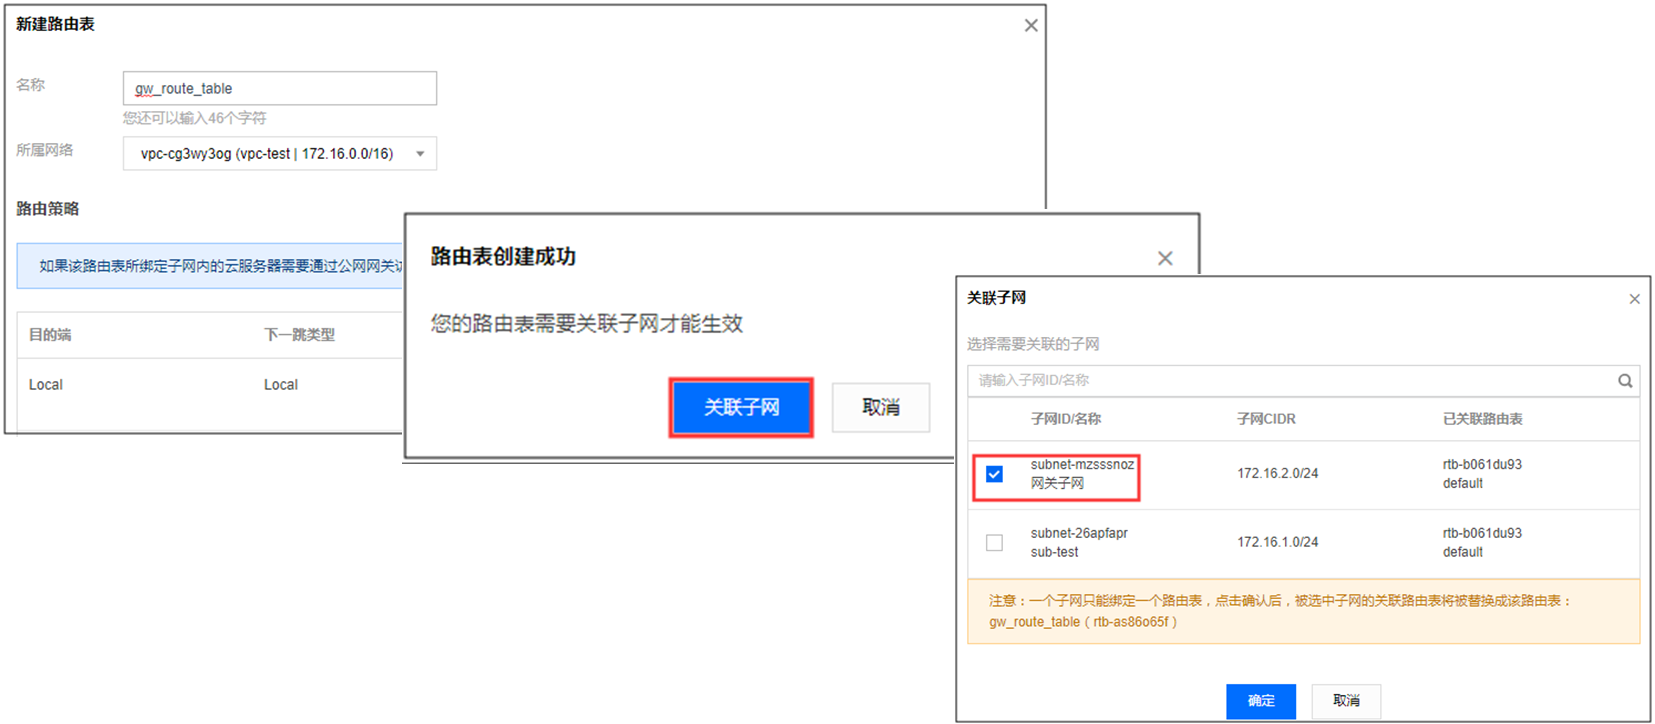 新建路由表
名称
gw_route_table
您还可以输入46个字符
所属网络
vpc-cg3wy3og (vpc-test | 172.16.0.0/16)
路由策略
如果该路由表所绑定子网内的云服务器需要通过公网网关
目的端 下一跳类型
Local Local
路由表创建成功
您的路由表需要关联子网才能生效
关联子网 取消
关联子网
选择需要关联的子网
请输入子网ID/名称
子网ID/名称 子网CIDR 已关联路由表
subnet-mzsssnoz 172.16.2.0/24 rtb-b061du93
网关子网 default
subnet-26apfapr 172.16.1.0/24 rtb-b061du93
sub-test default
注意：一个子网只能绑定一个路由表，点击确认后，被选中子网的关联路由表将被替换成该路由表：
gw_route_table（rtb-as86o65f）
确定 取消